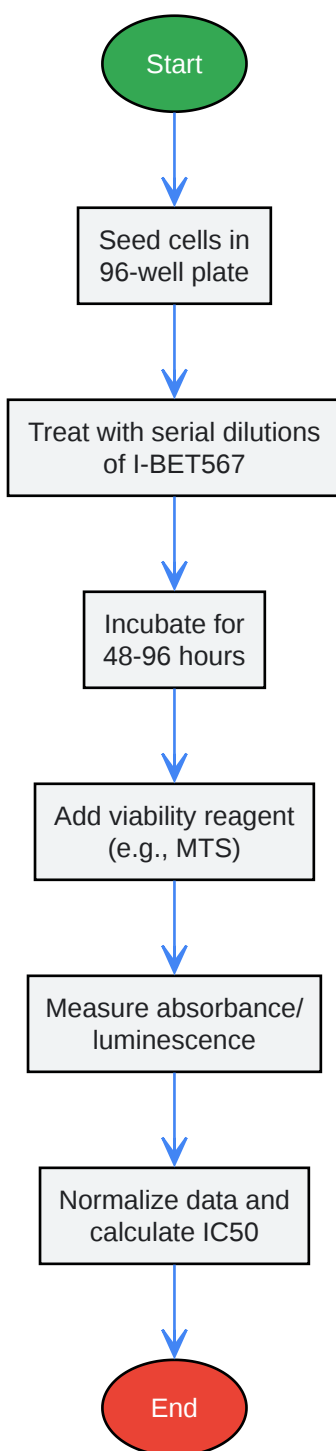 Start
Seed cells in
96-well plate
Treat with serial dilutions
of I-BET567
Incubate for
48-96 hours
Add viability reagent
(e.g., MTS)
Measure absorbance/
luminescence
Normalize data and
calculate IC50
End